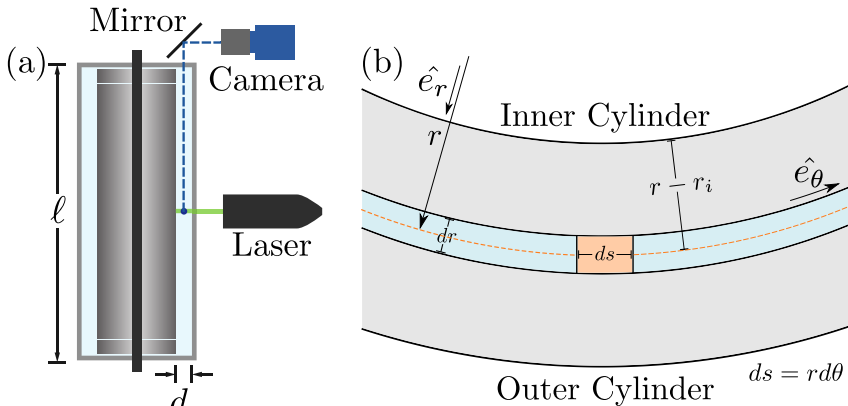 (a)
Mirror
Camera
ℓ
Laser
d
(b)
ê_r
r
Inner Cylinder
r − r_i
ê_θ
dr
ds
Outer Cylinder
ds = rdθ